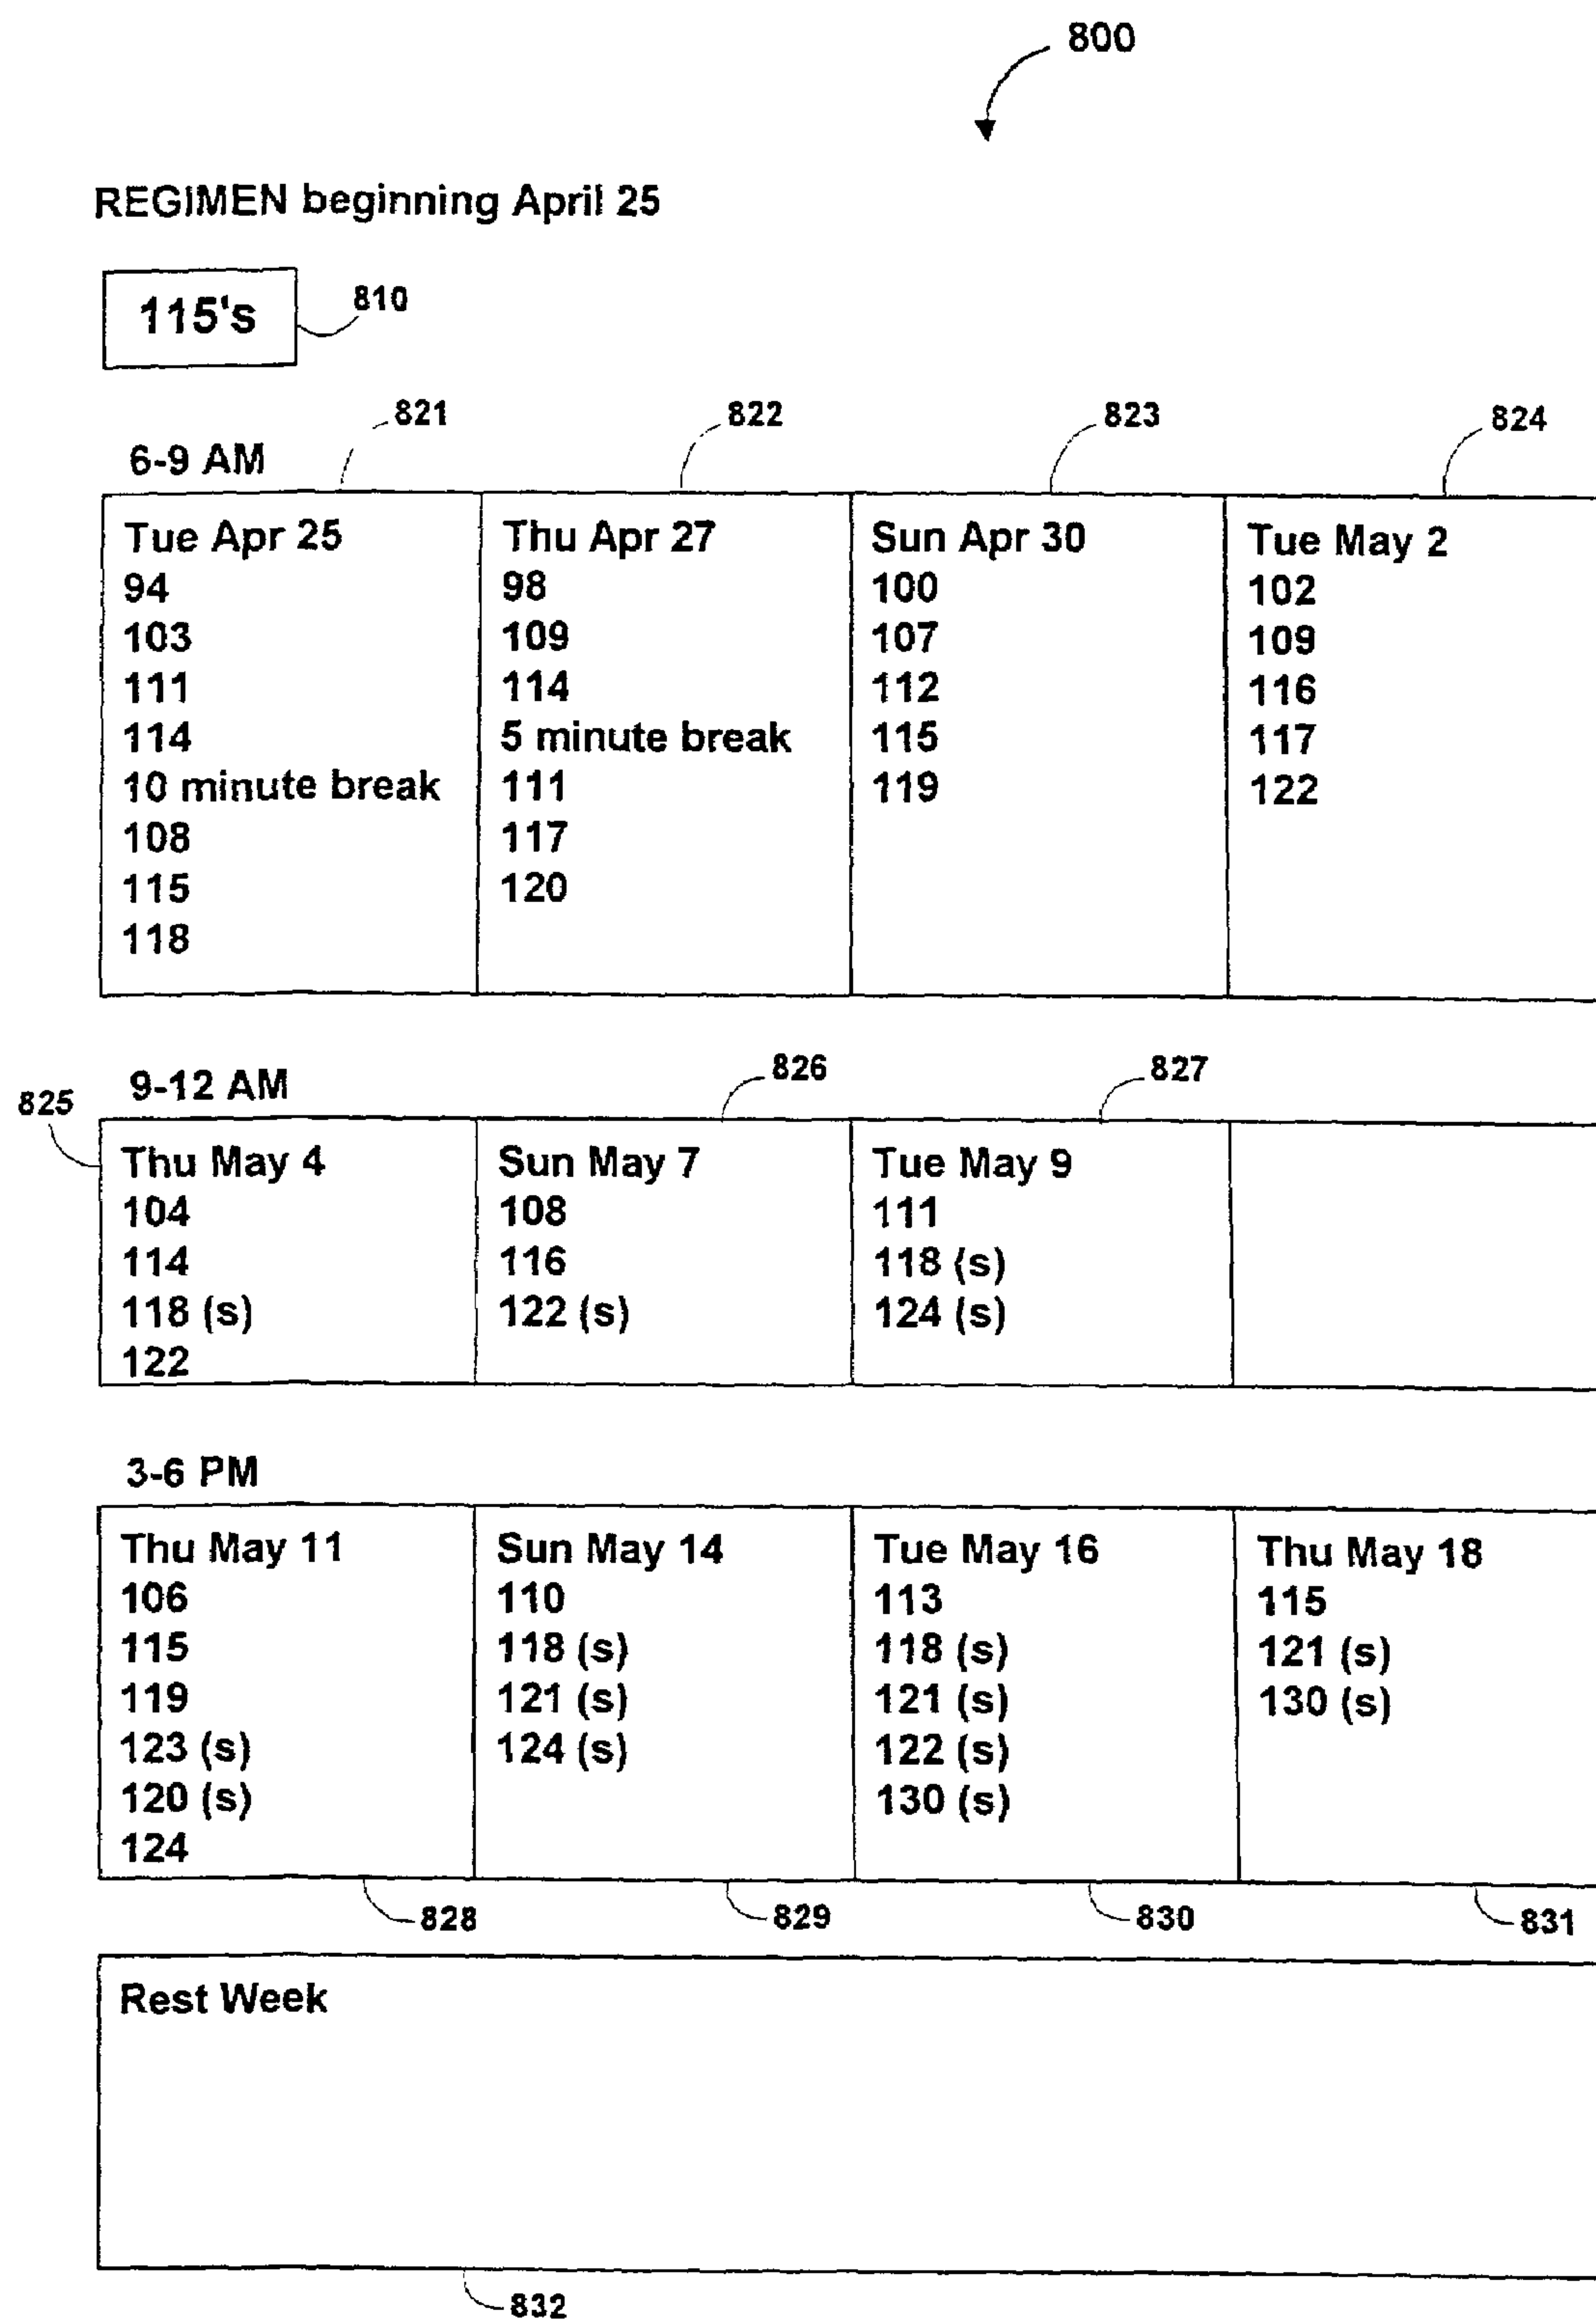 800
REGIMEN beginning April 25
115's
810
821
822
823
824
6-9 AM
Tue Apr 25
94
103
111
114
10 minute break
108
115
118
Thu Apr 27
98
109
114
5 minute break
111
117
120
Sun Apr 30
100
107
112
115
119
Tue May 2
102
109
116
117
122
825
9-12 AM
826
827
Thu May 4
104
114
118 (s)
122
Sun May 7
108
116
122 (s)
Tue May 9
111
118 (s)
124 (s)
3-6 PM
Thu May 11
106
115
119
123 (s)
120 (s)
124
Sun May 14
110
118 (s)
121 (s)
124 (s)
Tue May 16
113
118 (s)
121 (s)
122 (s)
130 (s)
Thu May 18
115
121 (s)
130 (s)
828
829
830
831
Rest Week
832